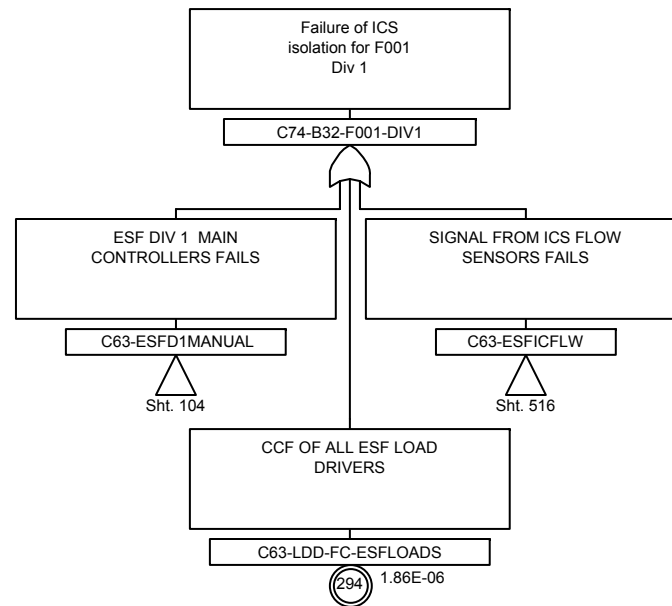 Failure of ICS
isolation for F001
Div 1
C74-B32-F001-DIV1
ESF DIV 1 MAIN
CONTROLLERS FAILS
C63-ESFD1MANUAL
Sht. 104
SIGNAL FROM ICS FLOW
SENSORS FAILS
C63-ESFICFLW
Sht. 516
CCF OF ALL ESF LOAD
DRIVERS
C63-LDD-FC-ESFLOADS
294
1.86E-06